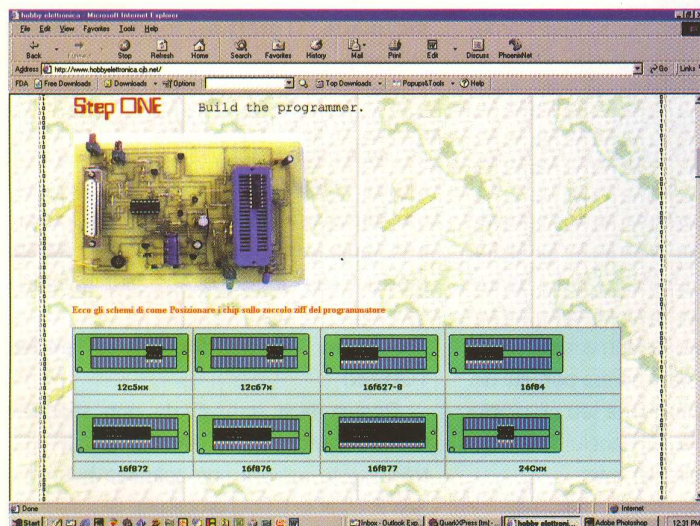 hobby elettronica - Microsoft Internet Explorer
File Edit View Favorites Tools Help
Back Stop Refresh Home Search Favorites History Mail Print Edit Discuss PhoenixNet
Address http://www.hobbyelettronica.cjb.net/ Go Links
FDA Free Downloads Downloads Options Top Downloads Popups&Tools Help
Step ONE Build the programmer.
Ecco gli schemi di come Posizionare i chip sullo zoccolo ziff del programmatore
12c5xx 12c67x 16f627-8 16f84
16f872 16f876 16f877 24Cxx
Done Internet
Start Inbox - Outlook Exp... QuarkXPress (tm) - hobby elettroni... Adobe Photoshop